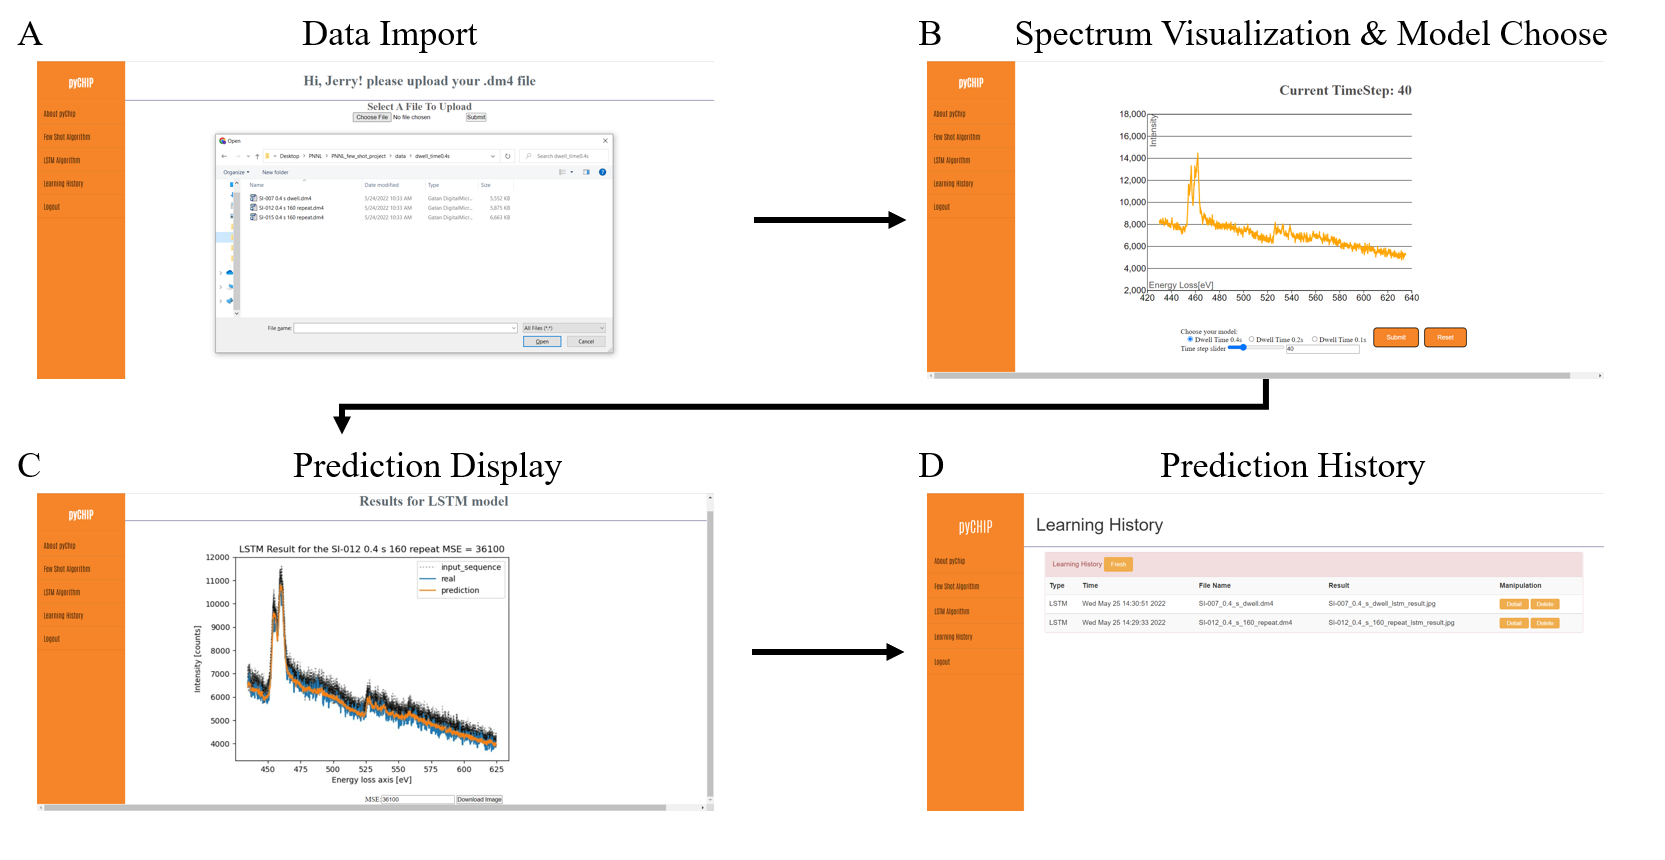 A Data Import
pyCHIP
About pyChip
Few Shot Algorithm
LSTM Algorithm
Learning History
Logout
Hi, Jerry! please upload your .dm4 file
Select A File To Upload
Choose File No file chosen Submit
Open
Desktop > PNNL > PNNL_few_shot_project > data > dwell_time0.4s
Search dwell_time0.4s
Organize New folder
Name Date modified Type Size
SI-007 0.4 s dwell.dm4 5/24/2022 10:33 AM Gatan DigitalMicr... 5,552 KB
SI-012 0.4 s 160 repeat.dm4 5/24/2022 10:33 AM Gatan DigitalMicr... 5,875 KB
SI-015 0.4 s 160 repeat.dm4 5/24/2022 10:33 AM Gatan DigitalMicr... 6,663 KB
File name: All Files (*.*)
Open Cancel
B Spectrum Visualization & Model Choose
pyCHIP
About pyChip
Few Shot Algorithm
LSTM Algorithm
Learning History
Logout
Current TimeStep: 40
Intensity
18,000
16,000
14,000
12,000
10,000
8,000
6,000
4,000
2,000
Energy Loss[eV]
420 440 460 480 500 520 540 560 580 600 620 640
Choose your model:
Dwell Time 0.4s Dwell Time 0.2s Dwell Time 0.1s
Time step slider 40
Submit Reset
C Prediction Display
pyCHIP
About pyChip
Few Shot Algorithm
LSTM Algorithm
Learning History
Logout
Results for LSTM model
LSTM Result for the SI-012 0.4 s 160 repeat MSE = 36100
input_sequence
real
prediction
Intensity [counts]
12000
11000
10000
9000
8000
7000
6000
5000
4000
450 475 500 525 550 575 600 625
Energy loss axis [eV]
MSE: 36100 Download Image
D Prediction History
pyCHIP
About pyChip
Few Shot Algorithm
LSTM Algorithm
Learning History
Logout
Learning History
Learning History Fresh
Type Time File Name Result Manipulation
LSTM Wed May 25 14:30:51 2022 SI-007_0.4_s_dwell.dm4 SI-007_0.4_s_dwell_lstm_result.jpg Detail Delete
LSTM Wed May 25 14:29:33 2022 SI-012_0.4_s_160_repeat.dm4 SI-012_0.4_s_160_repeat_lstm_result.jpg Detail Delete